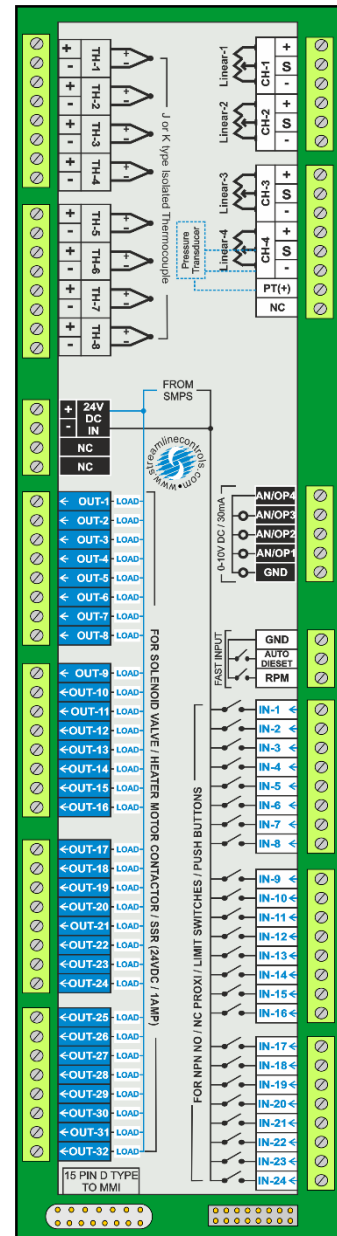 + TH-1 + -
-
+ TH-2 + -
-
+ TH-3 + -
-
+ TH-4 + -
-
+ TH-5 + -
-
+ TH-6 + -
-
+ TH-7 + -
-
+ TH-8 + -
-
J or K type Isolated Thermocouple
Linear-1 CH-1 +
S
-
Linear-2 CH-2 +
S
-
Linear-3 CH-3 +
S
-
Linear-4 CH-4 +
S
-
Pressure
Transducer
PT(+)
NC
FROM
SMPS
+ 24V
DC
- IN
NC
NC
www.streamlinecontrols.com
0-10V DC / 30mA
AN/OP4
AN/OP3
AN/OP2
AN/OP1
GND
FAST INPUT
GND
AUTO
DIESET
RPM
OUT-1 LOAD
OUT-2 LOAD
OUT-3 LOAD
OUT-4 LOAD
OUT-5 LOAD
OUT-6 LOAD
OUT-7 LOAD
OUT-8 LOAD
OUT-9 LOAD
OUT-10 LOAD
OUT-11 LOAD
OUT-12 LOAD
OUT-13 LOAD
OUT-14 LOAD
OUT-15 LOAD
OUT-16 LOAD
OUT-17 LOAD
OUT-18 LOAD
OUT-19 LOAD
OUT-20 LOAD
OUT-21 LOAD
OUT-22 LOAD
OUT-23 LOAD
OUT-24 LOAD
OUT-25 LOAD
OUT-26 LOAD
OUT-27 LOAD
OUT-28 LOAD
OUT-29 LOAD
OUT-30 LOAD
OUT-31 LOAD
OUT-32 LOAD
FOR SOLENOID VALVE / HEATER MOTOR CONTACTOR / SSR (24VDC / 1AMP)
FOR NPN NO / NC PROXI / LIMIT SWITCHES / PUSH BUTTONS
IN-1
IN-2
IN-3
IN-4
IN-5
IN-6
IN-7
IN-8
IN-9
IN-10
IN-11
IN-12
IN-13
IN-14
IN-15
IN-16
IN-17
IN-18
IN-19
IN-20
IN-21
IN-22
IN-23
IN-24
15 PIN D TYPE
TO MMI